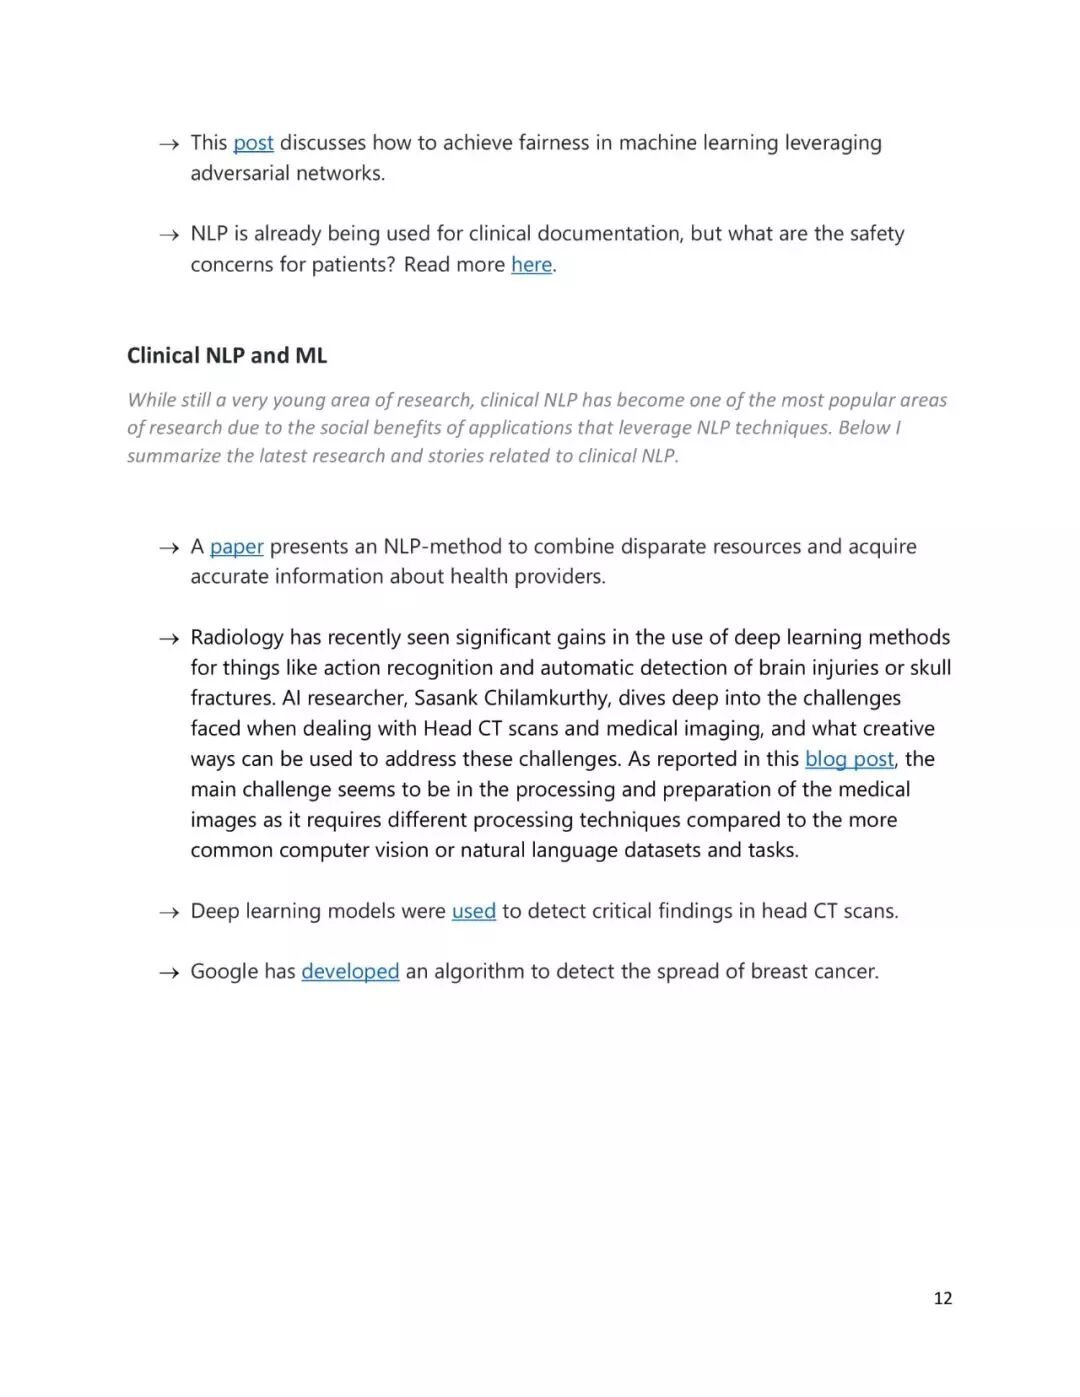 → This post discusses how to achieve fairness in machine learning leveraging
adversarial networks.
→ NLP is already being used for clinical documentation, but what are the safety
concerns for patients? Read more here.
Clinical NLP and ML
While still a very young area of research, clinical NLP has become one of the most popular areas
of research due to the social benefits of applications that leverage NLP techniques. Below I
summarize the latest research and stories related to clinical NLP.
→ A paper presents an NLP-method to combine disparate resources and acquire
accurate information about health providers.
→ Radiology has recently seen significant gains in the use of deep learning methods
for things like action recognition and automatic detection of brain injuries or skull
fractures. AI researcher, Sasank Chilamkurthy, dives deep into the challenges
faced when dealing with Head CT scans and medical imaging, and what creative
ways can be used to address these challenges. As reported in this blog post, the
main challenge seems to be in the processing and preparation of the medical
images as it requires different processing techniques compared to the more
common computer vision or natural language datasets and tasks.
→ Deep learning models were used to detect critical findings in head CT scans.
→ Google has developed an algorithm to detect the spread of breast cancer.
12